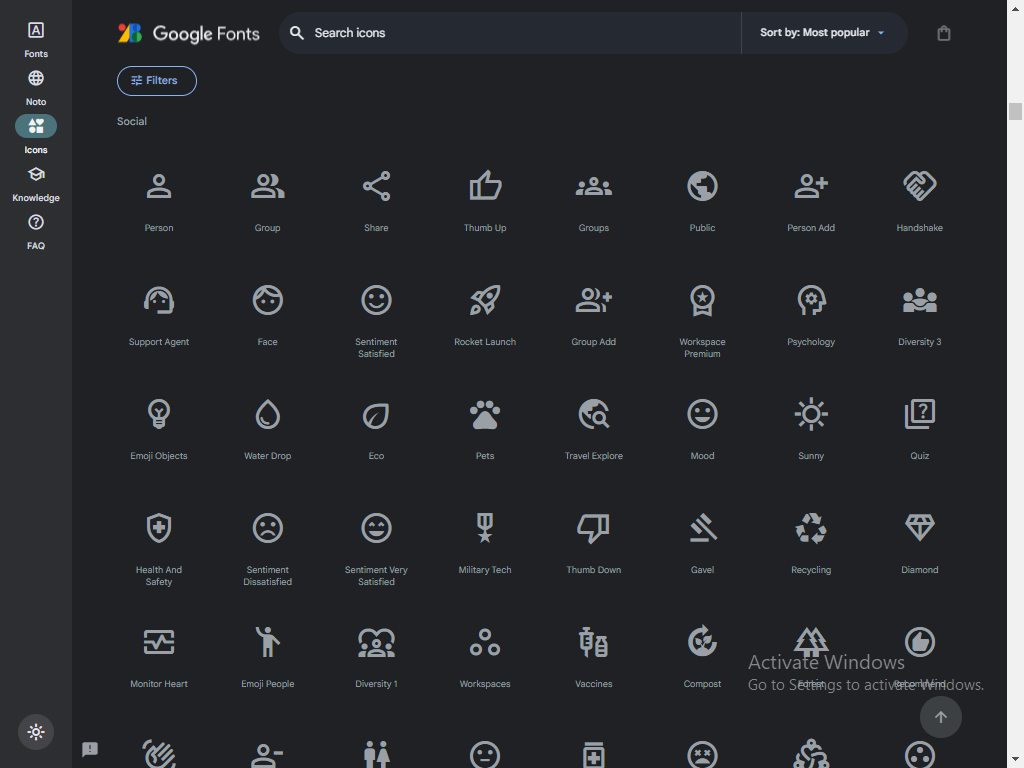 Google Fonts
Search icons
Sort by: Most popular
Fonts
Noto
Icons
Knowledge
FAQ
Filters
Social
Person
Group
Share
Thumb Up
Groups
Public
Person Add
Handshake
Support Agent
Face
Sentiment
Satisfied
Rocket Launch
Group Add
Workspace
Premium
Psychology
Diversity 3
Emoji Objects
Water Drop
Eco
Pets
Travel Explore
Mood
Sunny
Quiz
Health And
Safety
Sentiment
Dissatisfied
Sentiment Very
Satisfied
Military Tech
Thumb Down
Gavel
Recycling
Diamond
Monitor Heart
Emoji People
Diversity 1
Workspaces
Vaccines
Compost
Forest
Recommend
Activate Windows
Go to Settings to activate Windows.